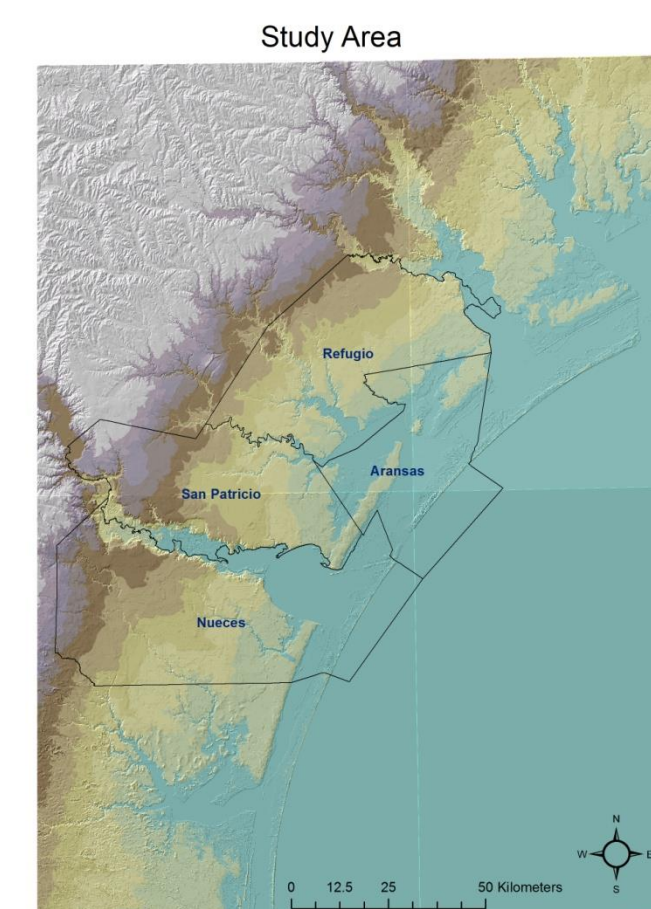 Study Area
Refugio
Aransas
San Patricio
Nueces
N
W E
S
0 12.5 25 50 Kilometers